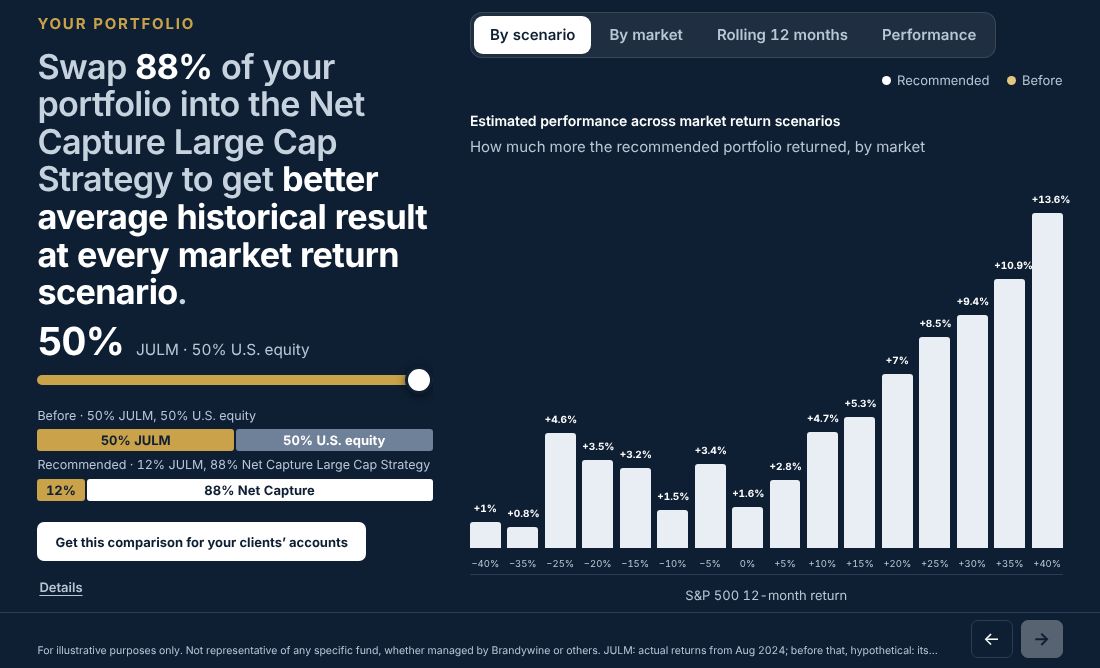 YOUR PORTFOLIO
Swap 88% of your
portfolio into the Net
Capture Large Cap
Strategy to get better
average historical result
at every market return
scenario.
50% JULM · 50% U.S. equity
Before · 50% JULM, 50% U.S. equity
50% JULM 50% U.S. equity
Recommended · 12% JULM, 88% Net Capture Large Cap Strategy
12% 88% Net Capture
Get this comparison for your clients’ accounts
Details
By scenario By market Rolling 12 months Performance
Recommended Before
Estimated performance across market return scenarios
How much more the recommended portfolio returned, by market
+1% +0.8% +4.6% +3.5% +3.2% +1.5% +3.4% +1.6% +2.8% +4.7% +5.3% +7% +8.5% +9.4% +10.9% +13.6%
−40% −35% −25% −20% −15% −10% −5% 0% +5% +10% +15% +20% +25% +30% +35% +40%
S&P 500 12-month return
For illustrative purposes only. Not representative of any specific fund, whether managed by Brandywine or others. JULM: actual returns from Aug 2024; before that, hypothetical: its...